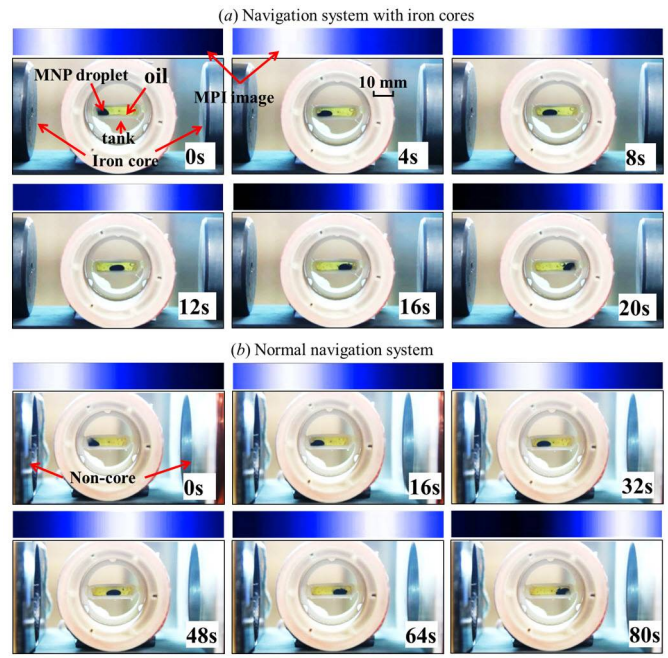 (a) Navigation system with iron cores
MNP droplet
oil
MPI image
tank
Iron core
0s
10 mm
4s
8s
12s
16s
20s
(b) Normal navigation system
Non-core
0s
16s
32s
48s
64s
80s